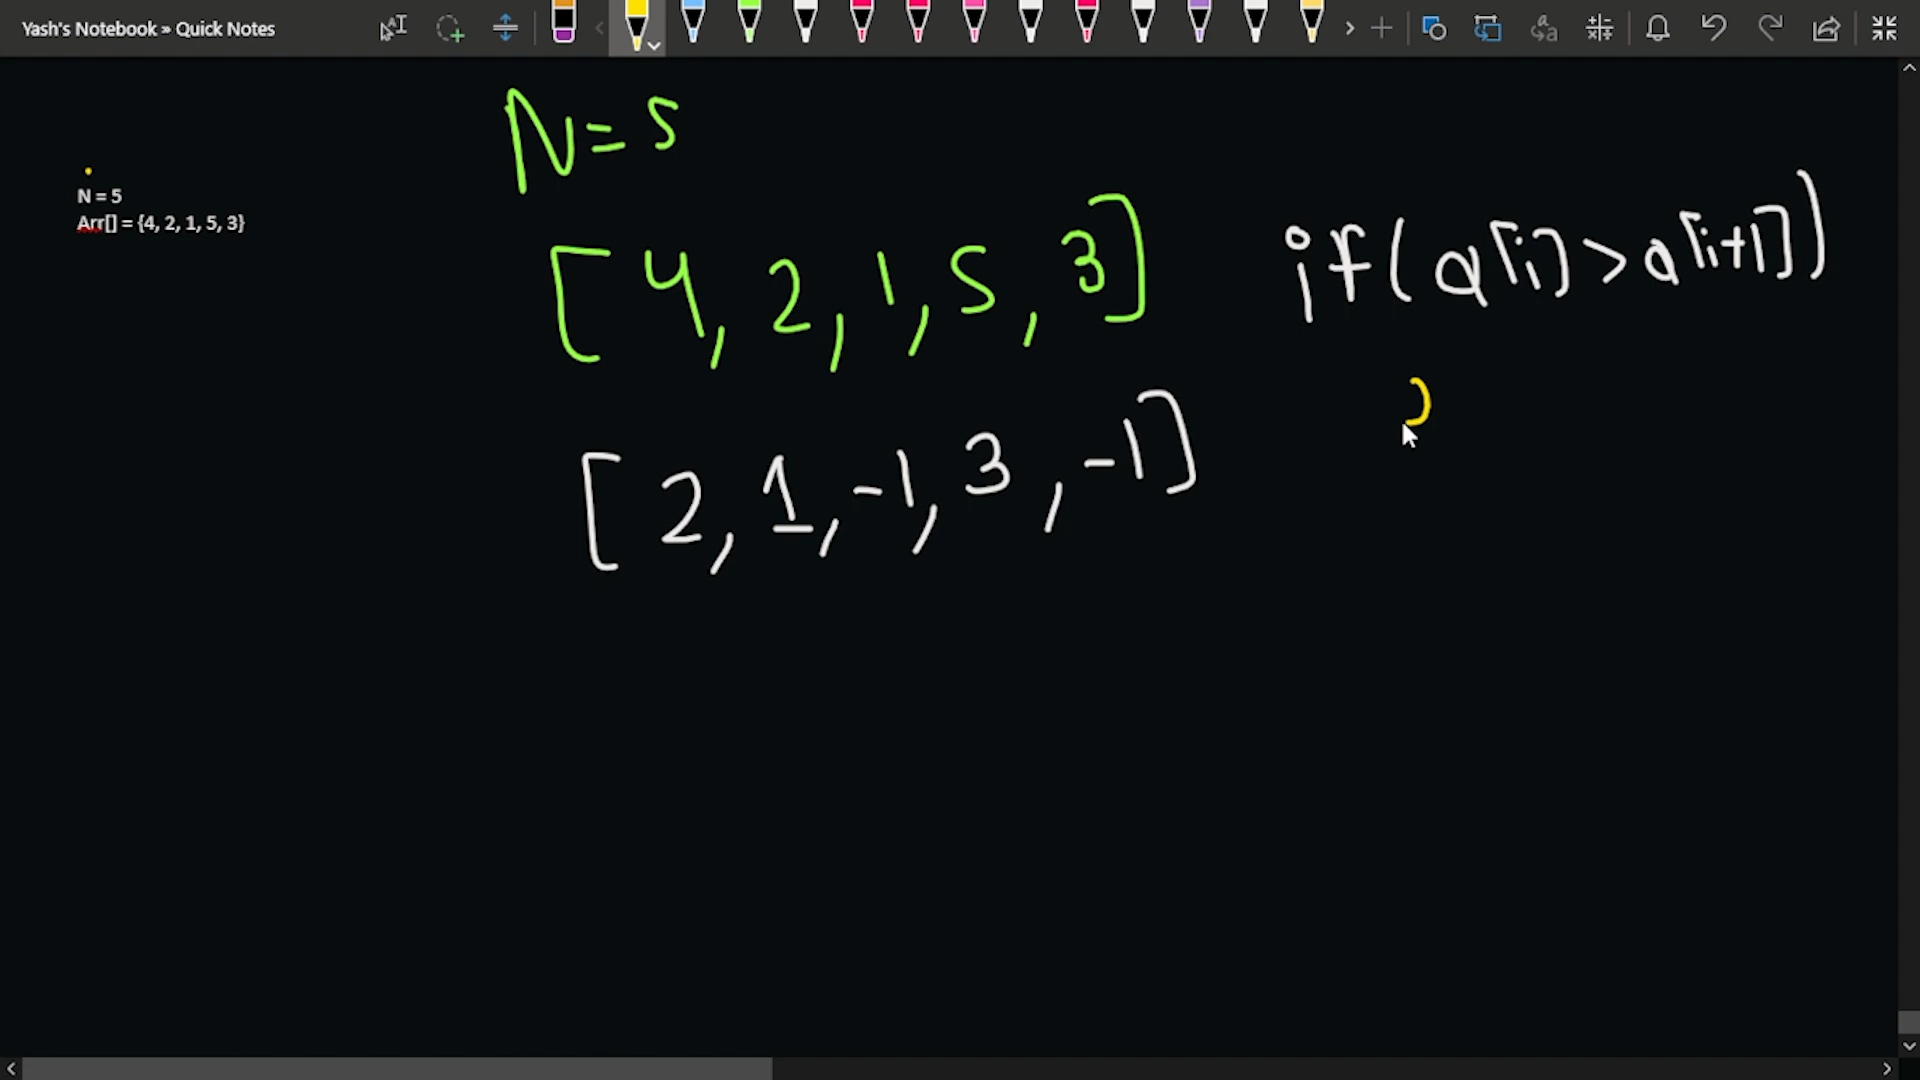 Yash's Notebook » Quick Notes
N = 5
Arr[] = {4, 2, 1, 5, 3}
N = 5
[4, 2, 1, 5, 3]
if(a[i] > a[i+1])
[2, 1, -1, 3, -1]